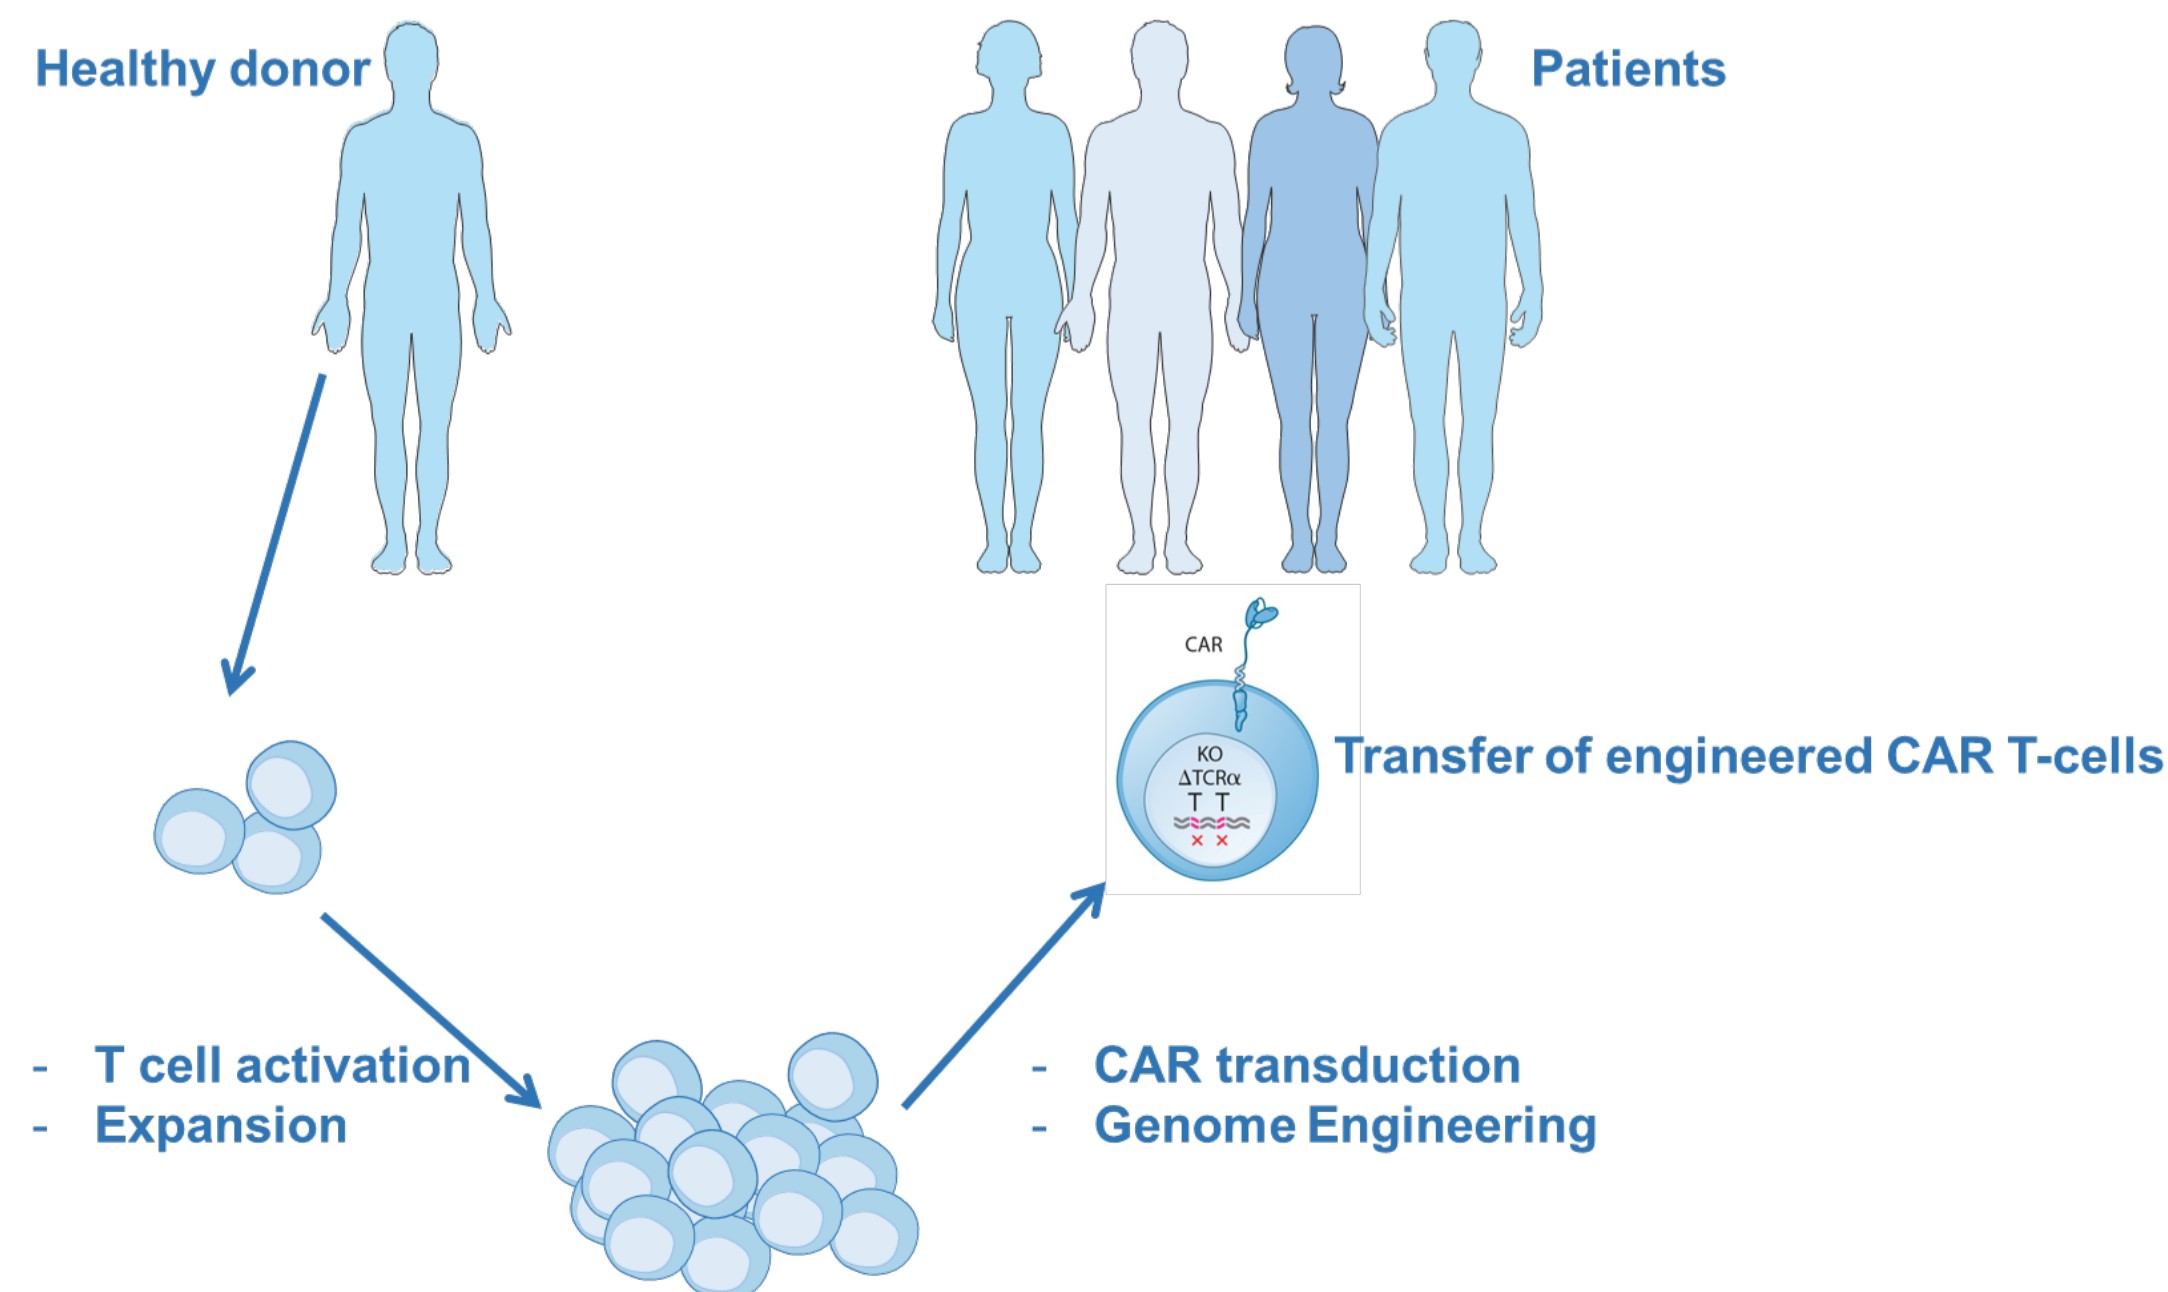 Healthy donor
Patients
CAR
KO
ΔTCRα
T T
Transfer of engineered CAR T-cells
- T cell activation
- Expansion
- CAR transduction
- Genome Engineering